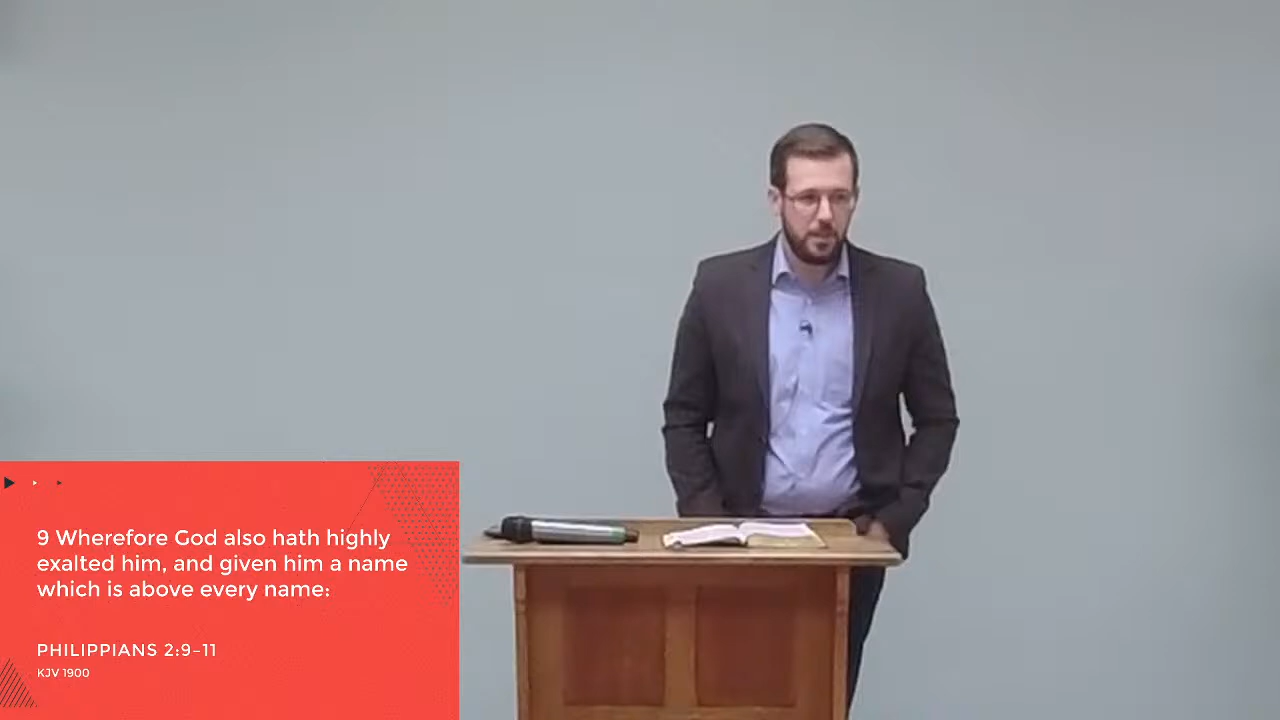 9 Wherefore God also hath highly
exalted him, and given him a name
which is above every name:
PHILIPPIANS 2:9–11
KJV 1900